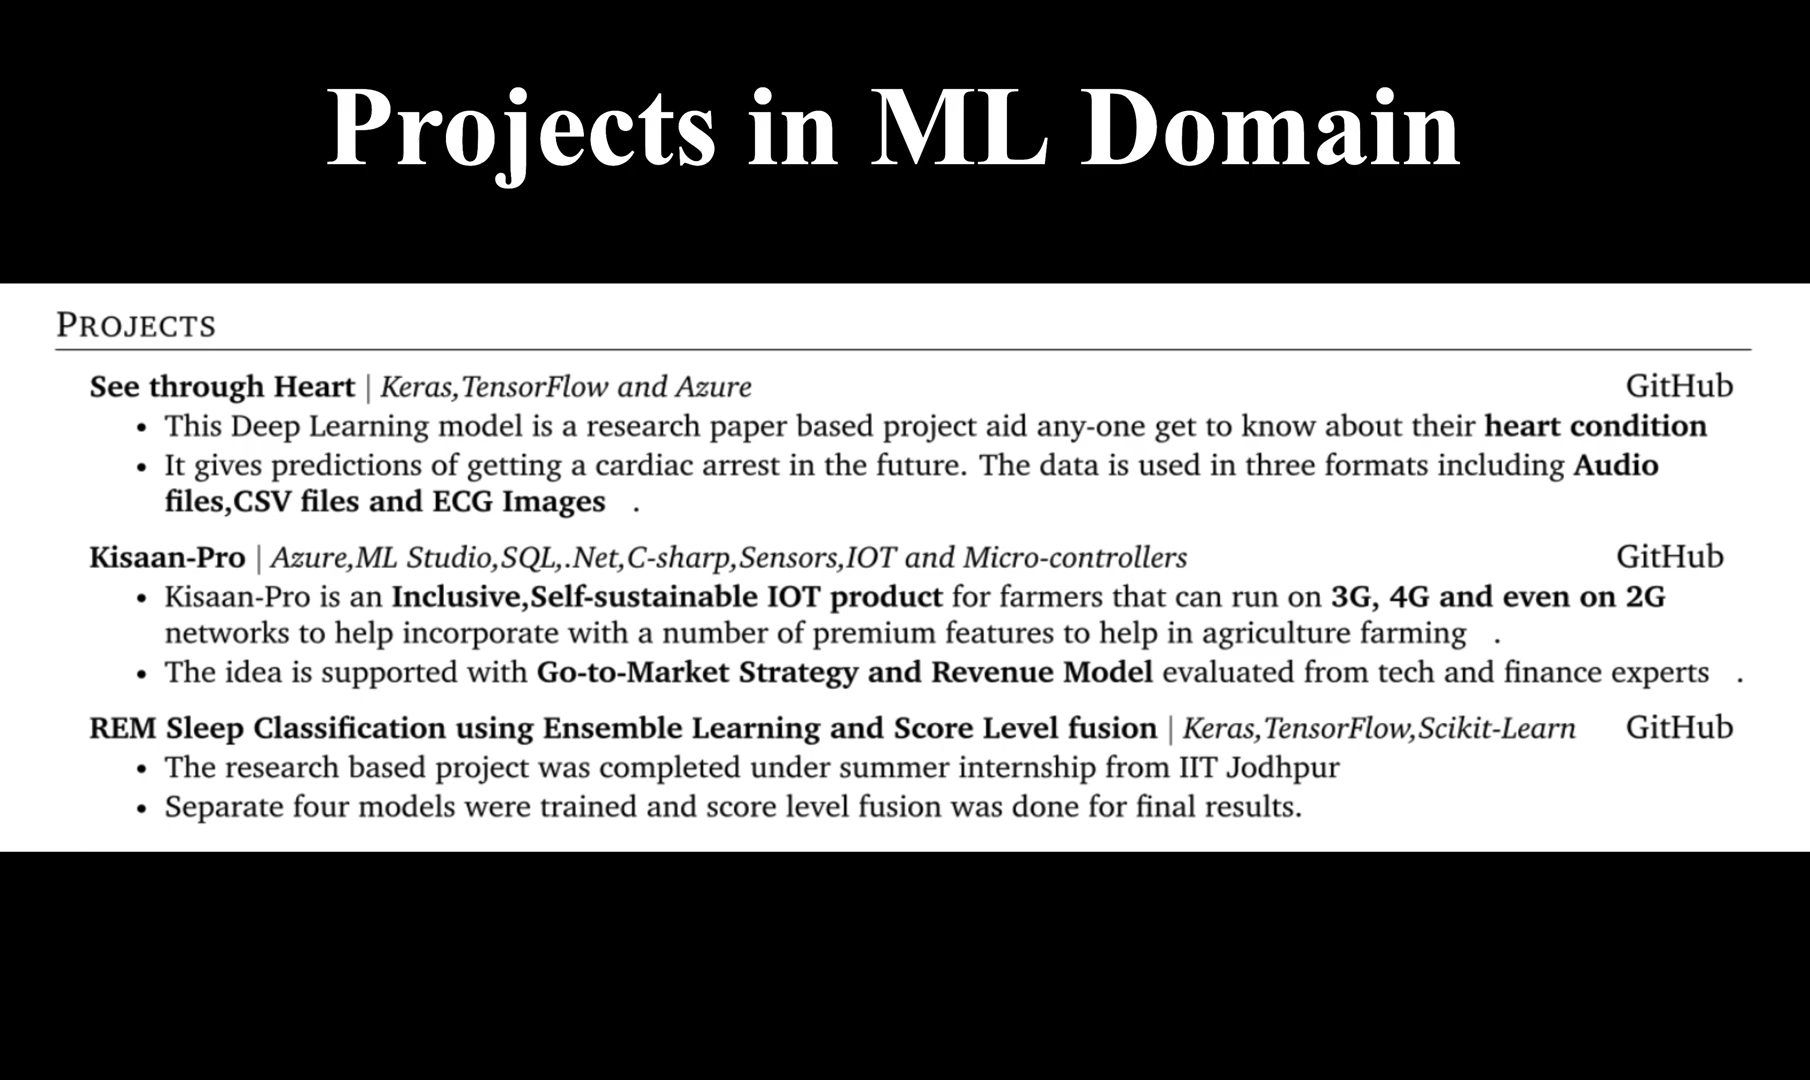 Projects in ML Domain
PROJECTS
See through Heart | Keras,TensorFlow and Azure GitHub
• This Deep Learning model is a research paper based project aid any-one get to know about their heart condition
• It gives predictions of getting a cardiac arrest in the future. The data is used in three formats including Audio
files,CSV files and ECG Images .
Kisaan-Pro | Azure,ML Studio,SQL,.Net,C-sharp,Sensors,IOT and Micro-controllers GitHub
• Kisaan-Pro is an Inclusive,Self-sustainable IOT product for farmers that can run on 3G, 4G and even on 2G
networks to help incorporate with a number of premium features to help in agriculture farming .
• The idea is supported with Go-to-Market Strategy and Revenue Model evaluated from tech and finance experts .
REM Sleep Classification using Ensemble Learning and Score Level fusion | Keras,TensorFlow,Scikit-Learn GitHub
• The research based project was completed under summer internship from IIT Jodhpur
• Separate four models were trained and score level fusion was done for final results.